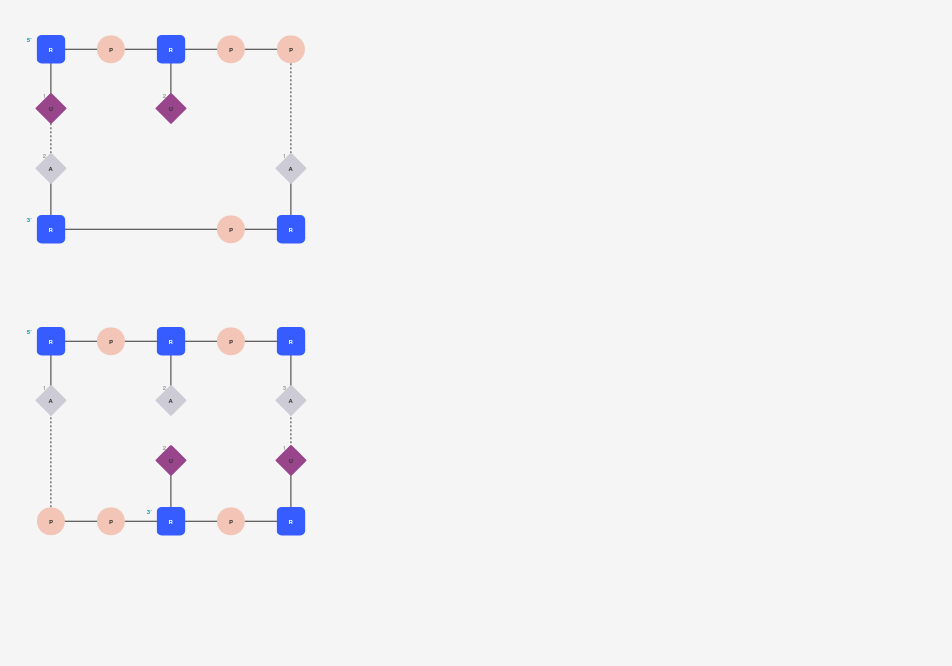 5'
R P R P P
1 2
U U
2 1
A A
3'
R P R
5'
R P R P R
1 2 3
A A A
2 1
U U
3'
P P R P R